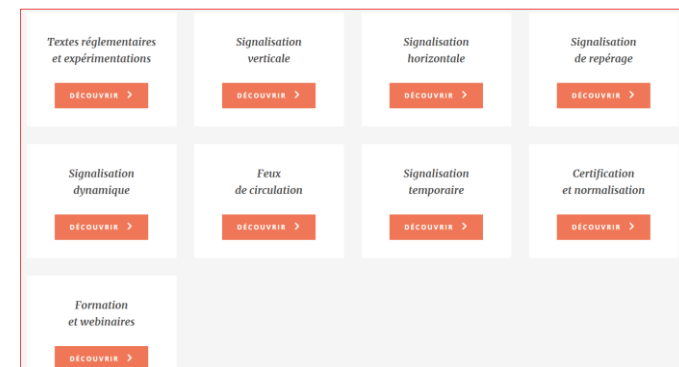 Textes réglementaires
et expérimentations
DÉCOUVRIR >
Signalisation
verticale
DÉCOUVRIR >
Signalisation
horizontale
DÉCOUVRIR >
Signalisation
de repérage
DÉCOUVRIR >
Signalisation
dynamique
DÉCOUVRIR >
Feux
de circulation
DÉCOUVRIR >
Signalisation
temporaire
DÉCOUVRIR >
Certification
et normalisation
DÉCOUVRIR >
Formation
et webinaires
DÉCOUVRIR >